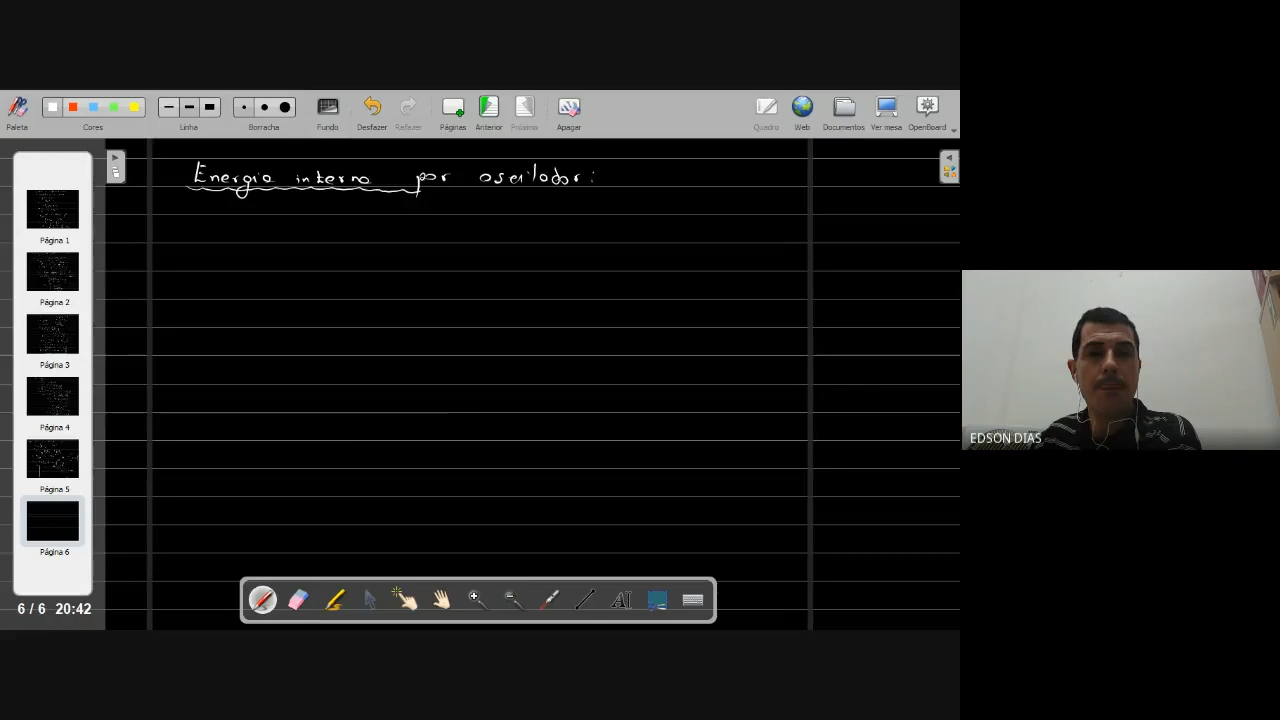 Paleta
Cores
Linha
Borracha
Fundo
Desfazer
Refazer
Páginas
Anterior
Próximo
Apagar
Quadro
Web
Documentos
Ver mesa
OpenBoard
Energia interna por oscilador:
Página 1
Página 2
Página 3
Página 4
Página 5
Página 6
6 / 6 20:42
AI
EDSON DIAS